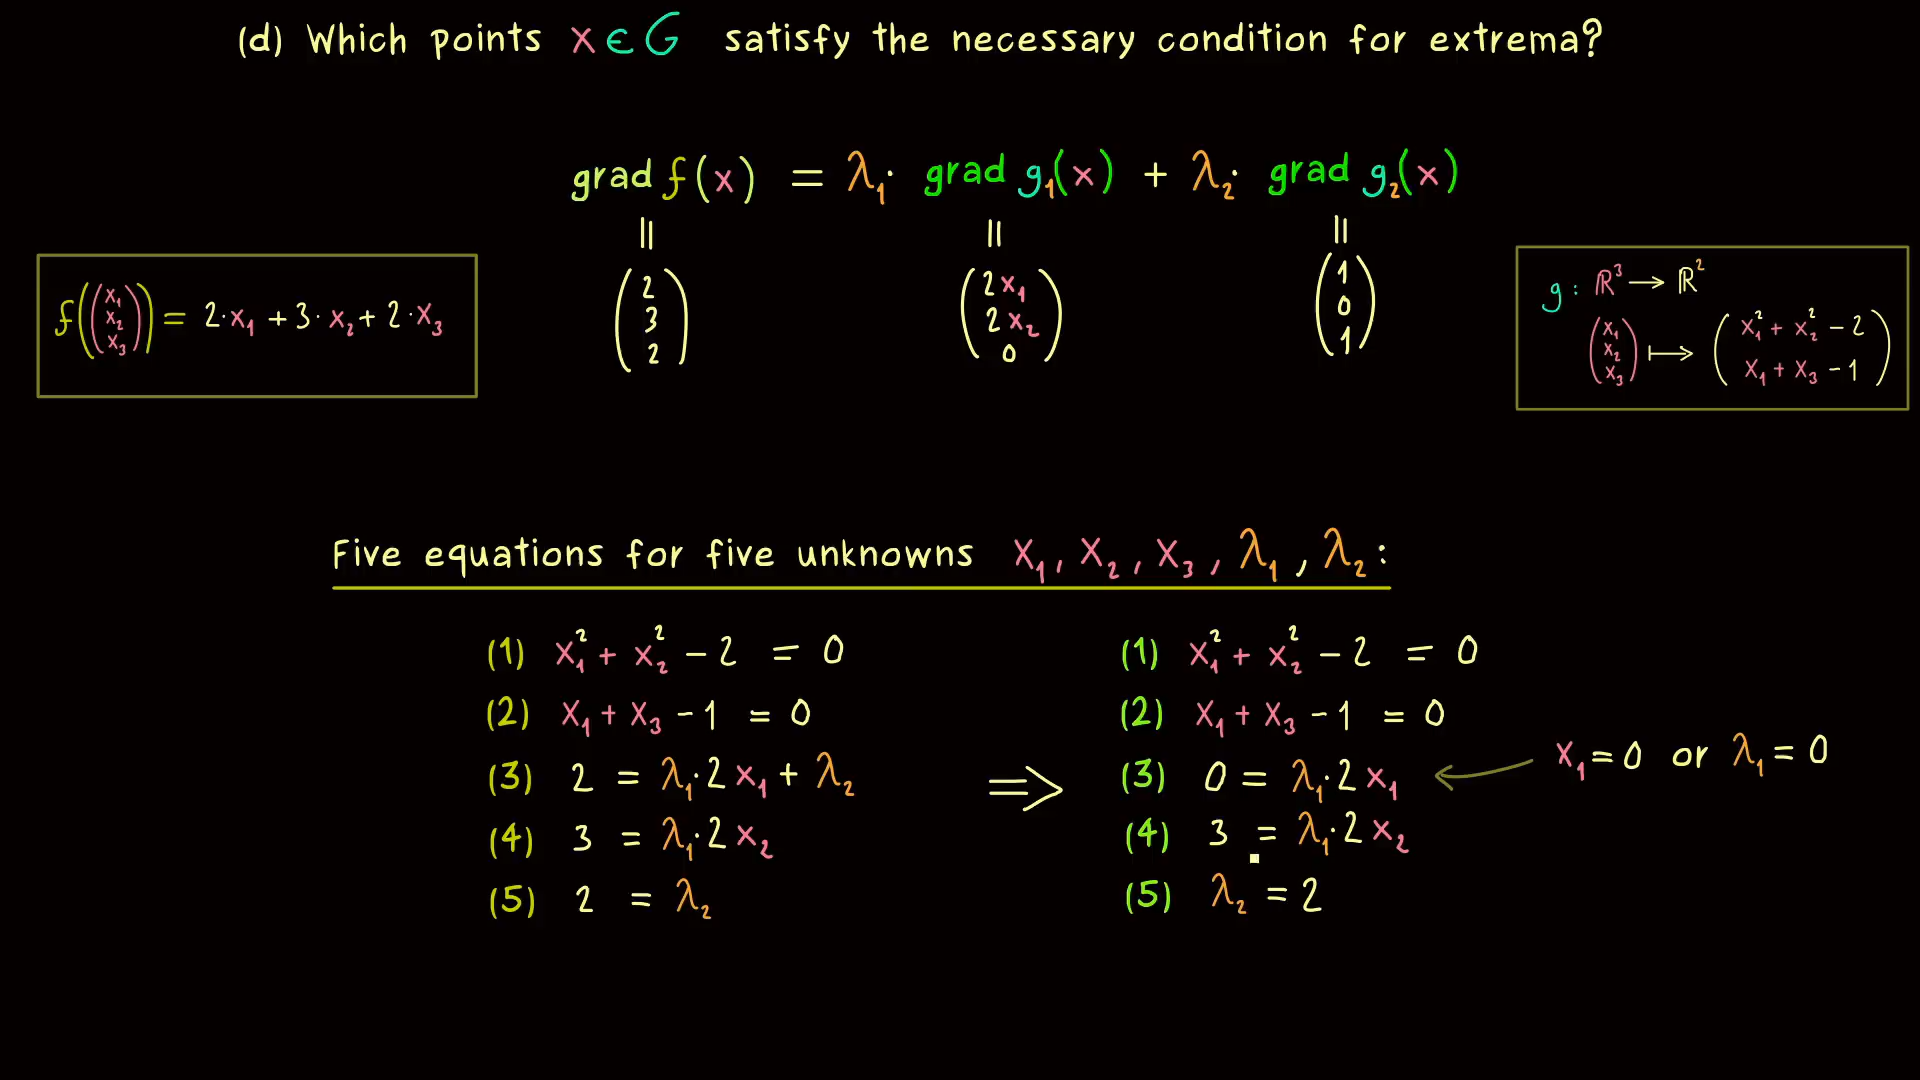 (d) Which points x ∈ G satisfy the necessary condition for extrema?
grad f(x) = λ₁· grad g₁(x) + λ₂· grad g₂(x)
|| || ||
f((x₁ x₂ x₃)) = 2·x₁ + 3·x₂ + 2·x₃
(2 3 2)
(2x₁ 2x₂ 0)
(1 0 1)
g: ℝ³ → ℝ²
(x₁ x₂ x₃) ↦ (x₁² + x₂² − 2
x₁ + x₃ − 1)
Five equations for five unknowns x₁, x₂, x₃, λ₁, λ₂:
(1) x₁² + x₂² − 2 = 0
(2) x₁ + x₃ − 1 = 0
(3) 2 = λ₁·2x₁ + λ₂
(4) 3 = λ₁·2x₂
(5) 2 = λ₂
⇒
(1) x₁² + x₂² − 2 = 0
(2) x₁ + x₃ − 1 = 0
(3) 0 = λ₁·2x₁ ← x₁ = 0 or λ₁ = 0
(4) 3 = λ₁·2x₂
(5) λ₂ = 2